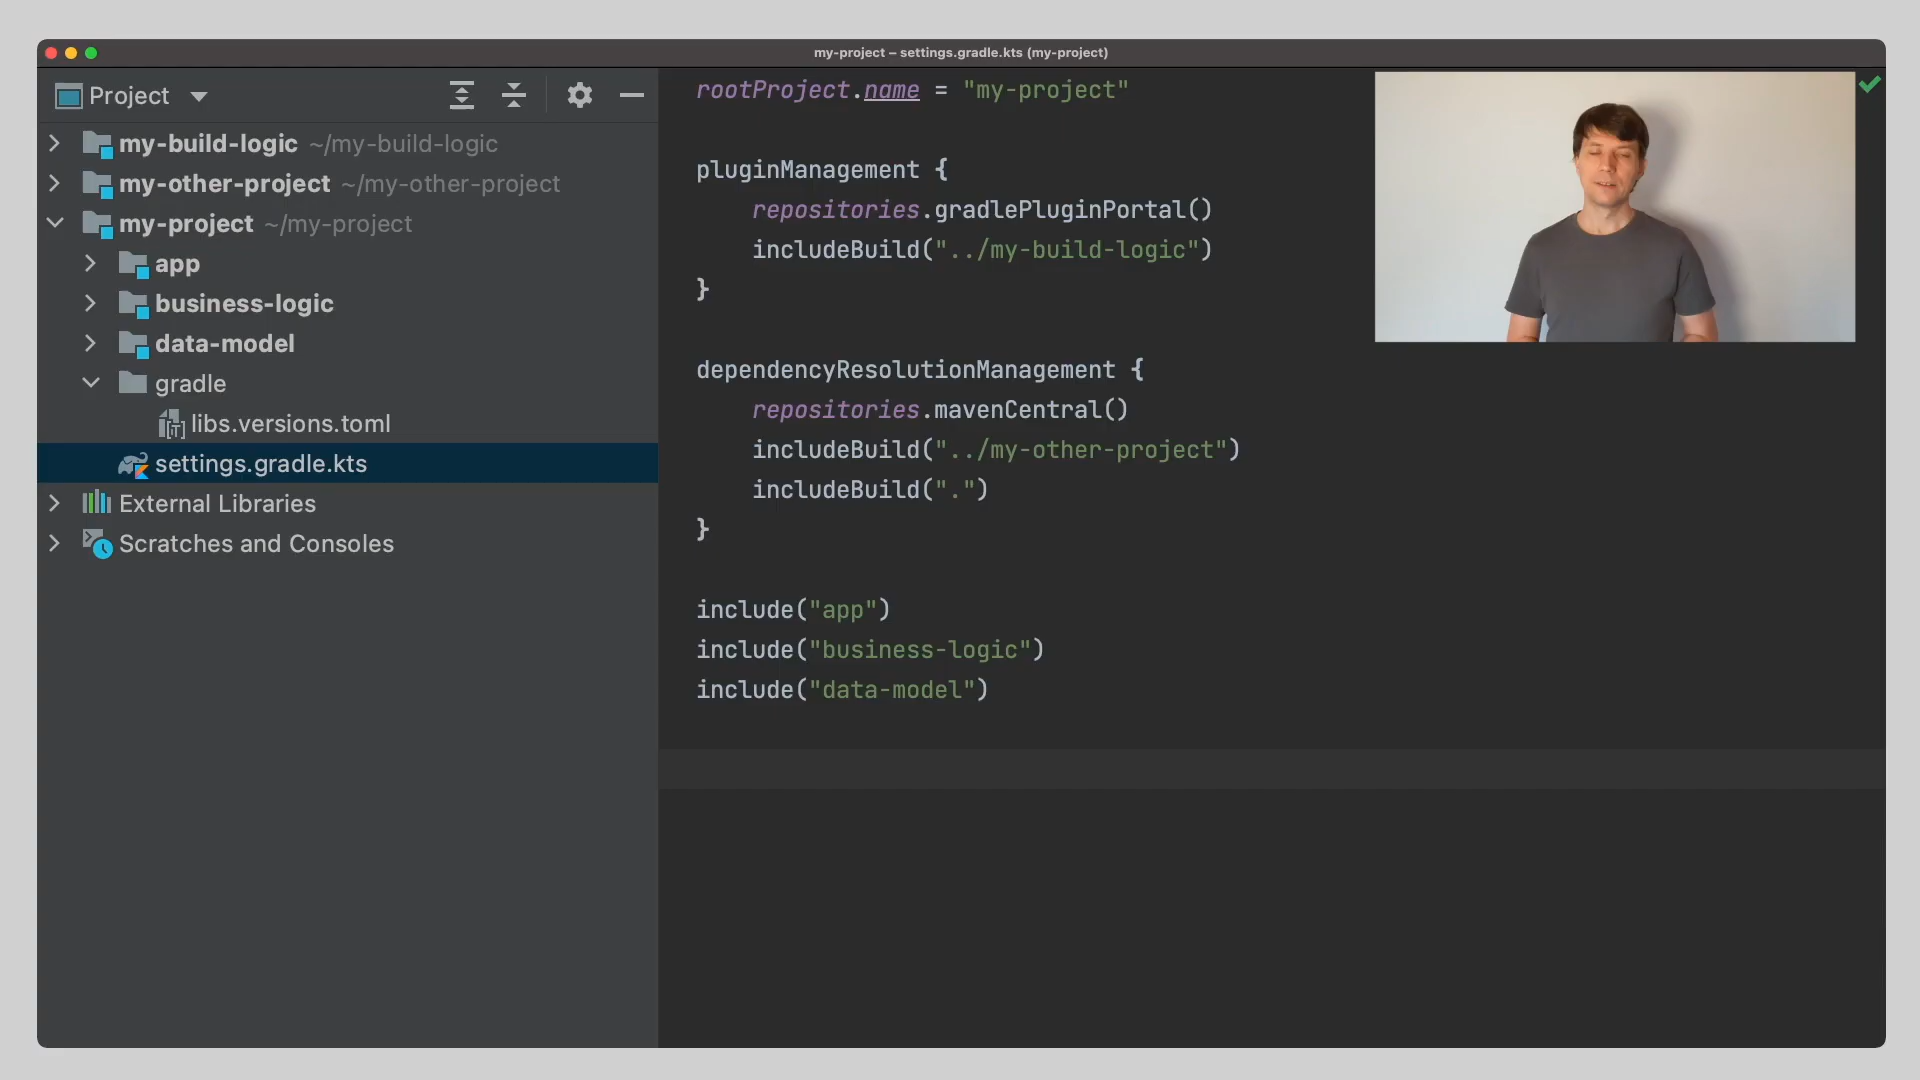 my-project – settings.gradle.kts (my-project)
Project
my-build-logic ~/my-build-logic
my-other-project ~/my-other-project
my-project ~/my-project
app
business-logic
data-model
gradle
libs.versions.toml
settings.gradle.kts
External Libraries
Scratches and Consoles
rootProject.name = "my-project"
pluginManagement {
repositories.gradlePluginPortal()
includeBuild("../my-build-logic")
}
dependencyResolutionManagement {
repositories.mavenCentral()
includeBuild("../my-other-project")
includeBuild(".")
}
include("app")
include("business-logic")
include("data-model")